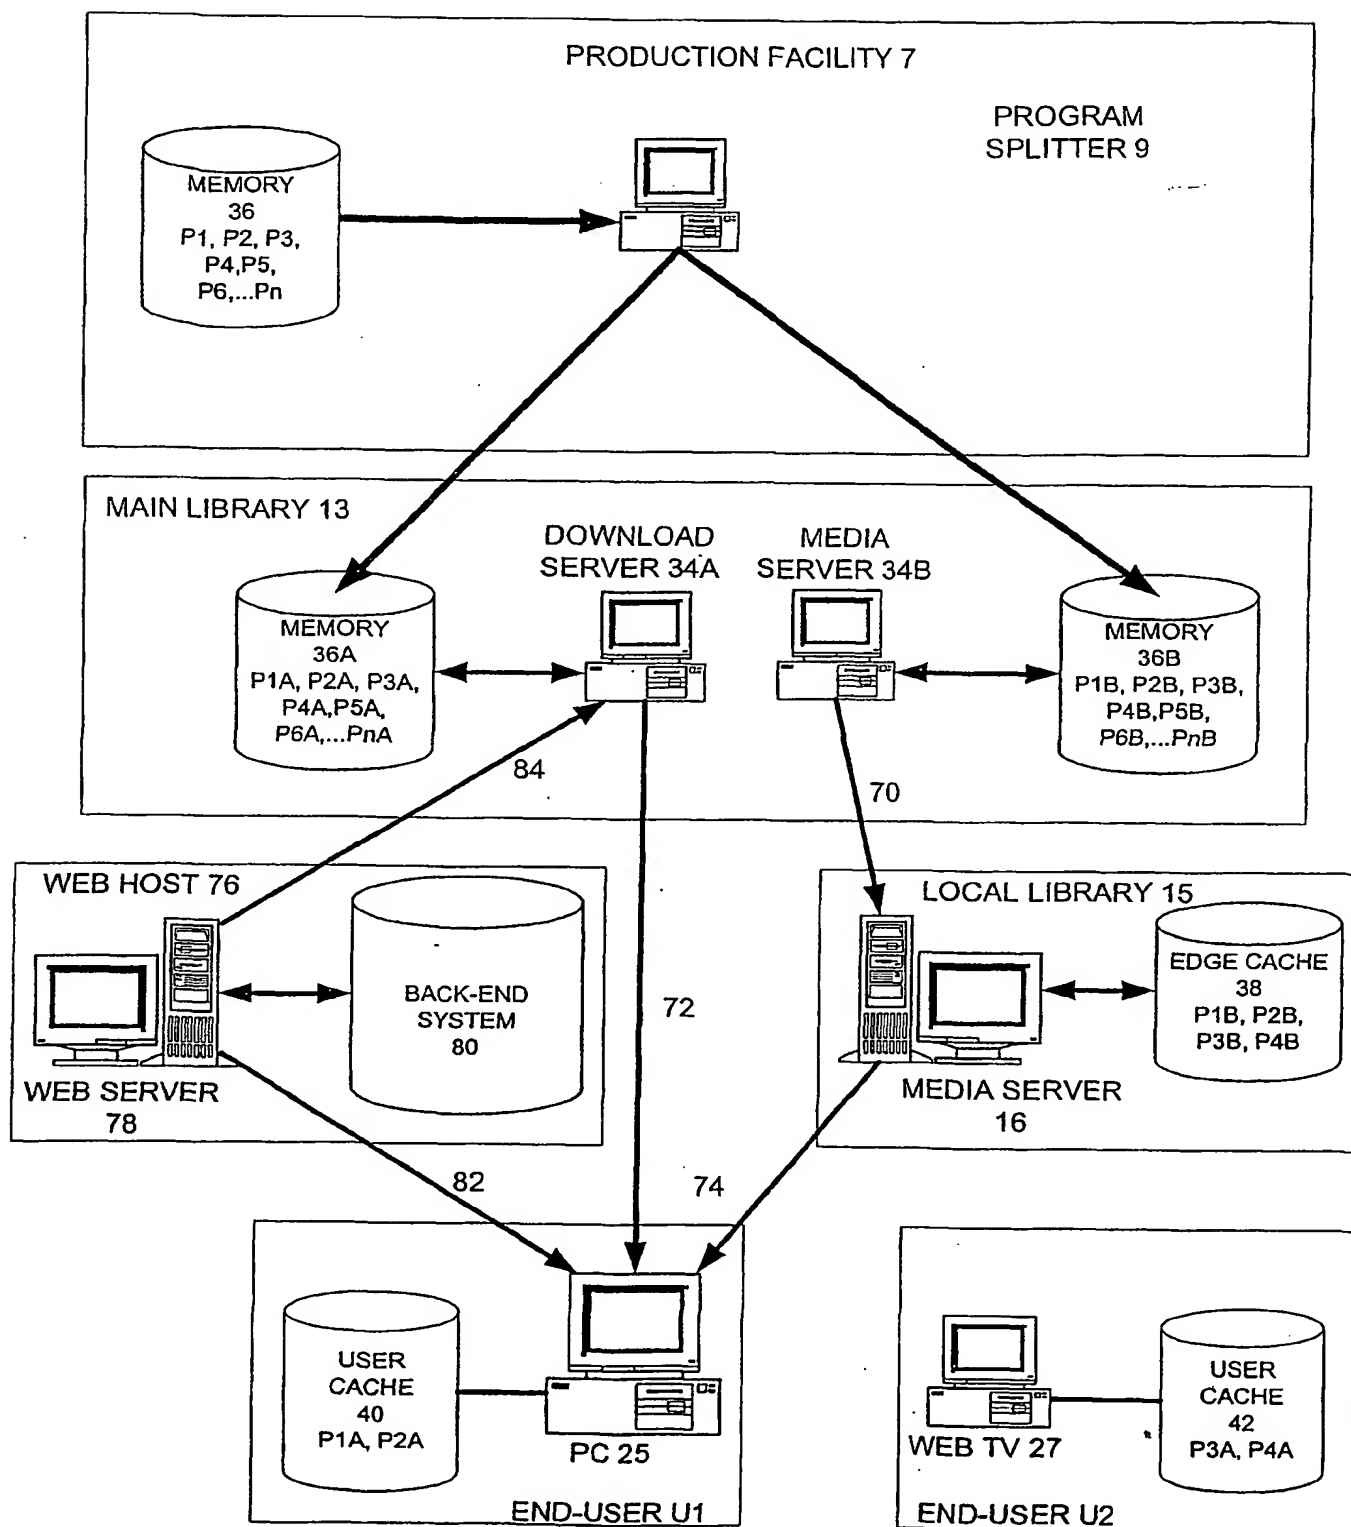 PRODUCTION FACILITY 7
PROGRAM
SPLITTER 9
MEMORY
36
P1, P2, P3,
P4,P5,
P6,...Pn
MAIN LIBRARY 13
DOWNLOAD
SERVER 34A
MEDIA
SERVER 34B
MEMORY
36A
P1A, P2A, P3A,
P4A,P5A,
P6A,...PnA
MEMORY
36B
P1B, P2B, P3B,
P4B,P5B,
P6B,...PnB
84
70
WEB HOST 76
BACK-END
SYSTEM
80
WEB SERVER
78
72
LOCAL LIBRARY 15
EDGE CACHE
38
P1B, P2B,
P3B, P4B
MEDIA SERVER
16
82
74
USER
CACHE
40
P1A, P2A
PC 25
END-USER U1
WEB TV 27
USER
CACHE
42
P3A, P4A
END-USER U2